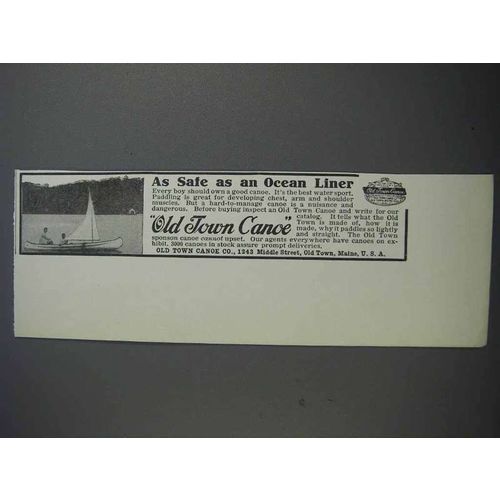 As Safe as an Ocean Liner
Every boy should own a good canoe. It's the best water sport.
Paddling is great for developing chest, arm and shoulder
muscles. But a hard-to-manage canoe is a nuisance and
dangerous. Before buying inspect an Old Town Canoe and write for our
"Old Town Canoe"
catalog. It tells what the Old
Town is made of, how it is
made, why it paddles so lightly
and straight. The Old Town
sponson canoe cannot upset. Our agents everywhere have canoes on ex-
hibit. 3000 canoes in stock assure prompt deliveries.
OLD TOWN CANOE CO., 1243 Middle Street, Old Town, Maine, U. S. A.
Old Town Canoe